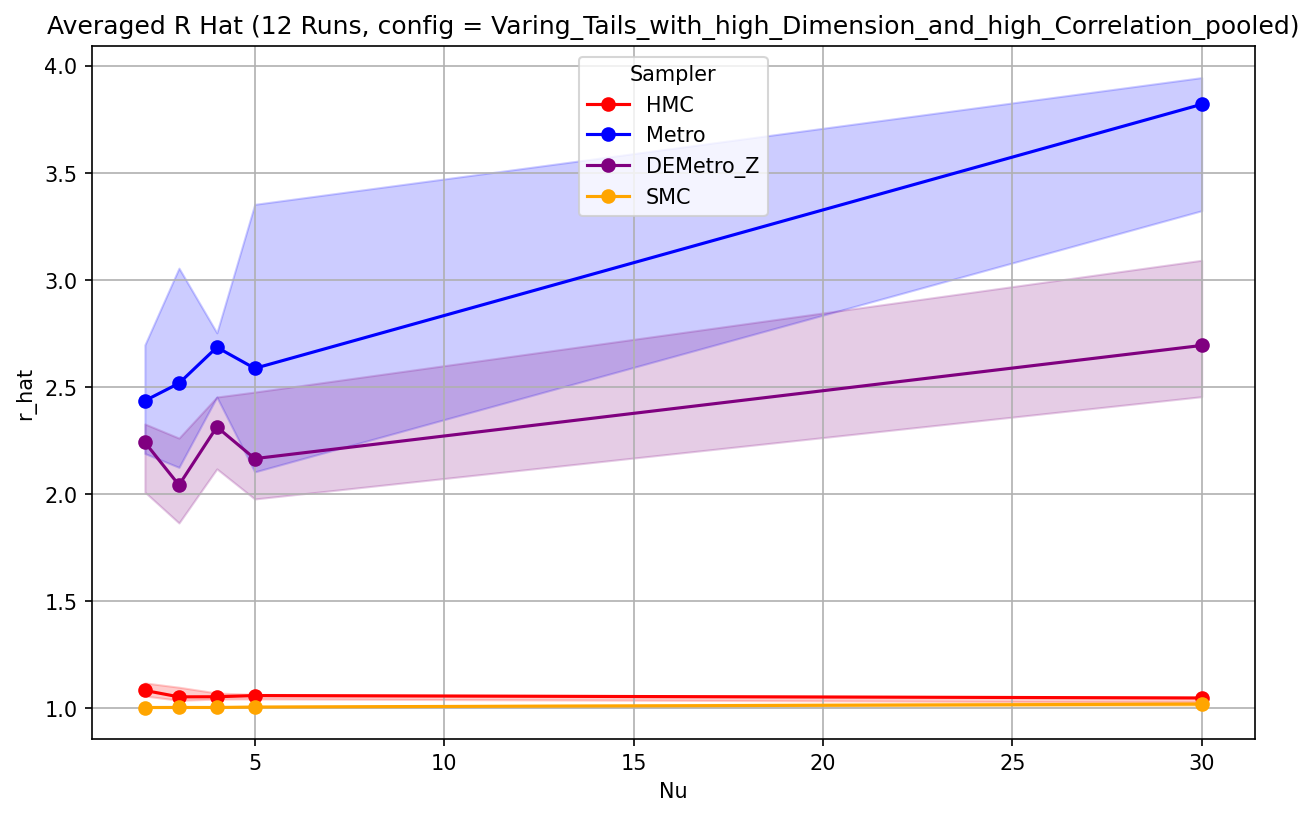 Averaged R Hat (12 Runs, config = Varing_Tails_with_high_Dimension_and_high_Correlation_pooled)
4.0
3.5
3.0
2.5
2.0
1.5
1.0
r_hat
Sampler
HMC
Metro
DEMetro_Z
SMC
5
10
15
20
25
30
Nu